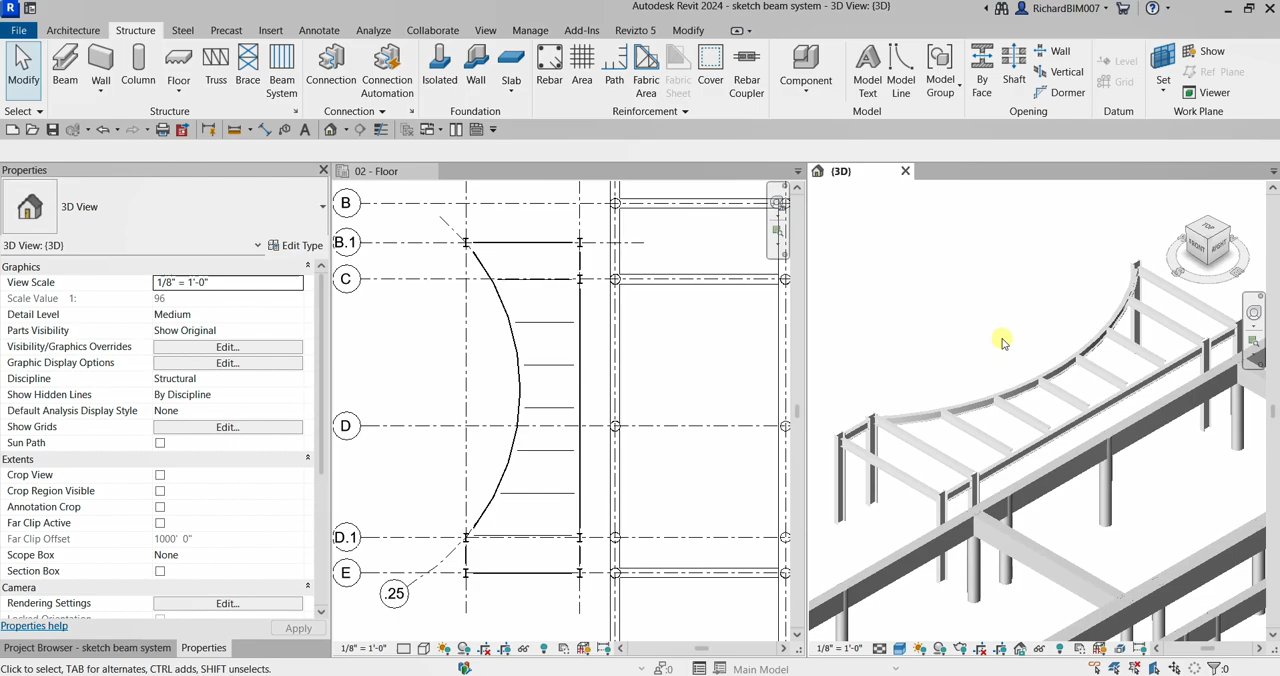 R Autodesk Revit 2024 - sketch beam system - 3D View: {3D} RichardBIM007
File Architecture Structure Steel Precast Insert Annotate Analyze Collaborate View Manage Add-Ins Revizto 5 Modify
Modify Beam Wall Column Floor Truss Brace Beam System Connection Connection Automation Isolated Wall Slab Rebar Area Path Fabric Area Fabric Sheet Cover Rebar Coupler Component Model Text Model Line Model Group By Face Shaft Wall Vertical Dormer Level Grid Set Show Ref Plane Viewer
Select Structure Connection Foundation Reinforcement Model Opening Datum Work Plane
Properties
3D View
3D View: {3D} Edit Type
Graphics
View Scale 1/8" = 1'-0"
Scale Value 1: 96
Detail Level Medium
Parts Visibility Show Original
Visibility/Graphics Overrides Edit...
Graphic Display Options Edit...
Discipline Structural
Show Hidden Lines By Discipline
Default Analysis Display Style None
Show Grids Edit...
Sun Path
Extents
Crop View
Crop Region Visible
Annotation Crop
Far Clip Active
Far Clip Offset 1000' 0"
Scope Box None
Section Box
Camera
Rendering Settings Edit...
Locked Orientation
Properties help Apply
Project Browser - sketch beam system Properties
02 - Floor
B
B.1
C
D
D.1
E
.25
1/8" = 1'-0"
{3D}
TOP
FRONT
RIGHT
1/8" = 1'-0"
Click to select, TAB for alternates, CTRL adds, SHIFT unselects. :0 Main Model :0